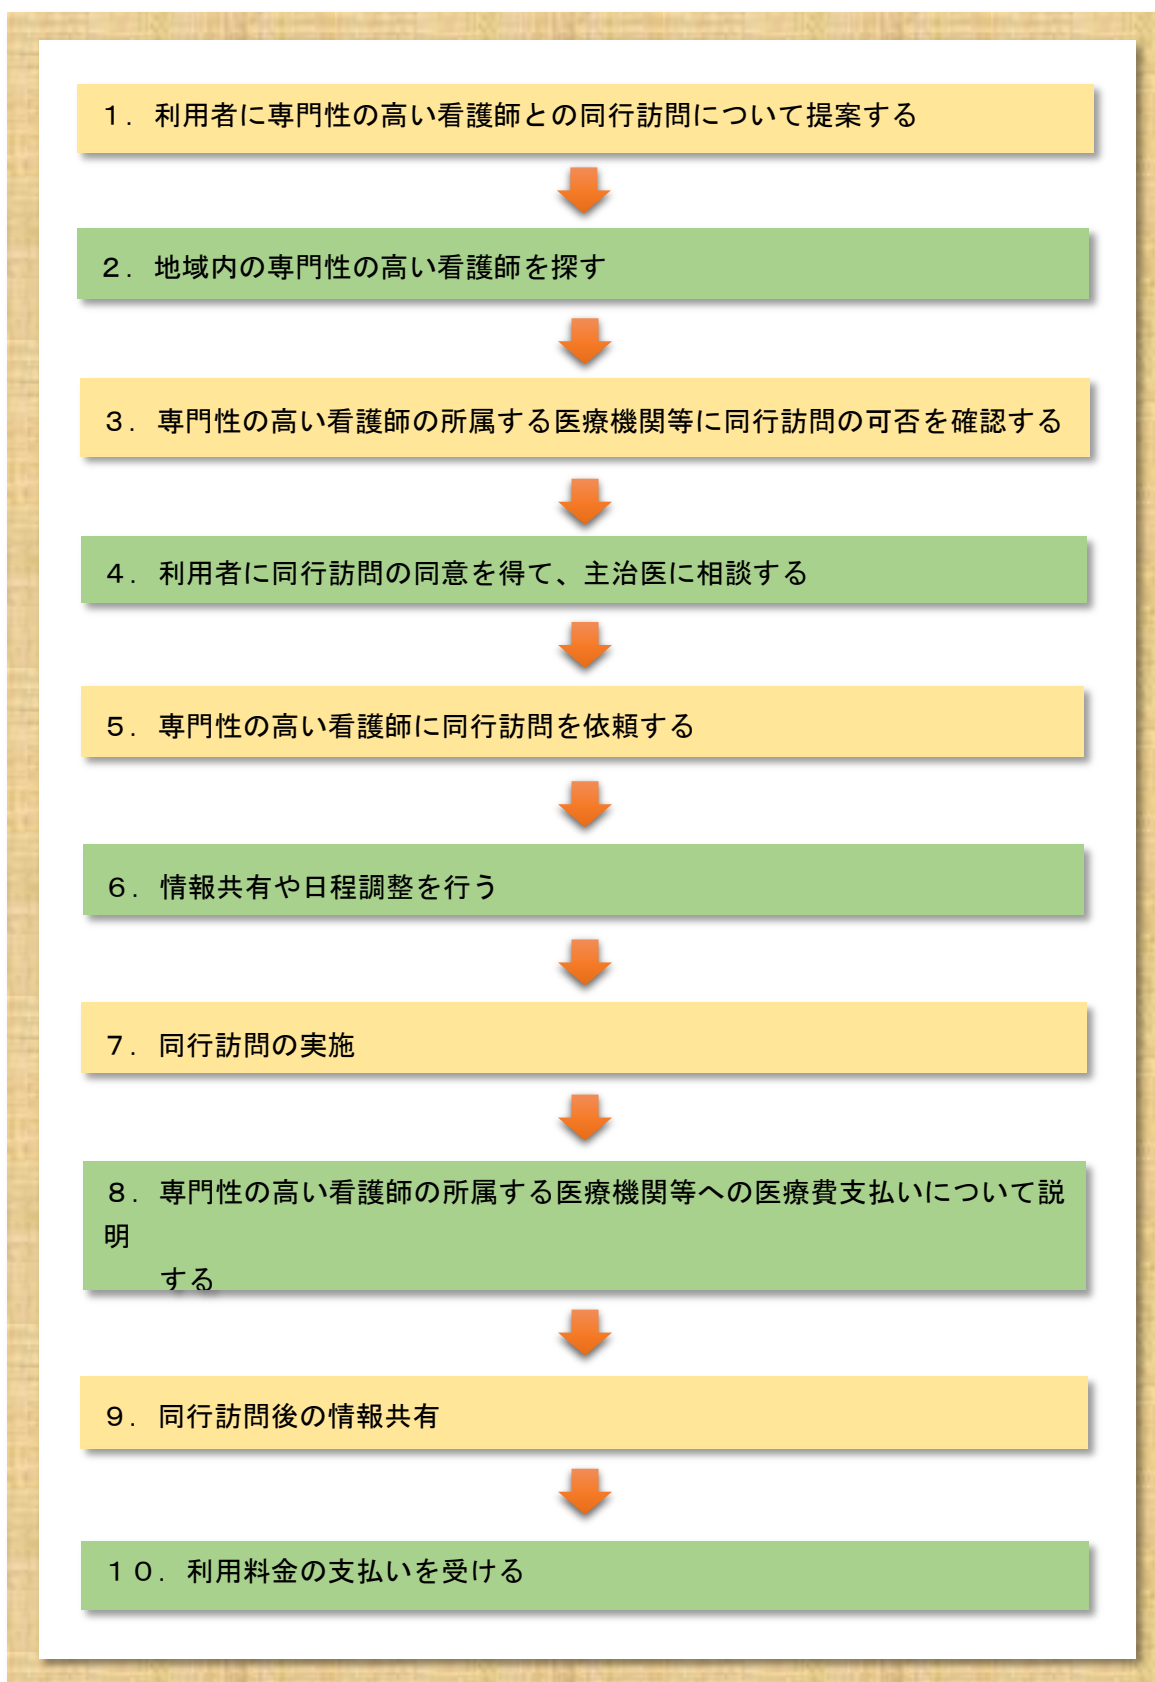 １．利用者に専門性の高い看護師との同行訪問について提案する
２．地域内の専門性の高い看護師を探す
３．専門性の高い看護師の所属する医療機関等に同行訪問の可否を確認する
４．利用者に同行訪問の同意を得て、主治医に相談する
５．専門性の高い看護師に同行訪問を依頼する
６．情報共有や日程調整を行う
７．同行訪問の実施
８．専門性の高い看護師の所属する医療機関等への医療費支払いについて説
明
する
９．同行訪問後の情報共有
１０．利用料金の支払いを受ける